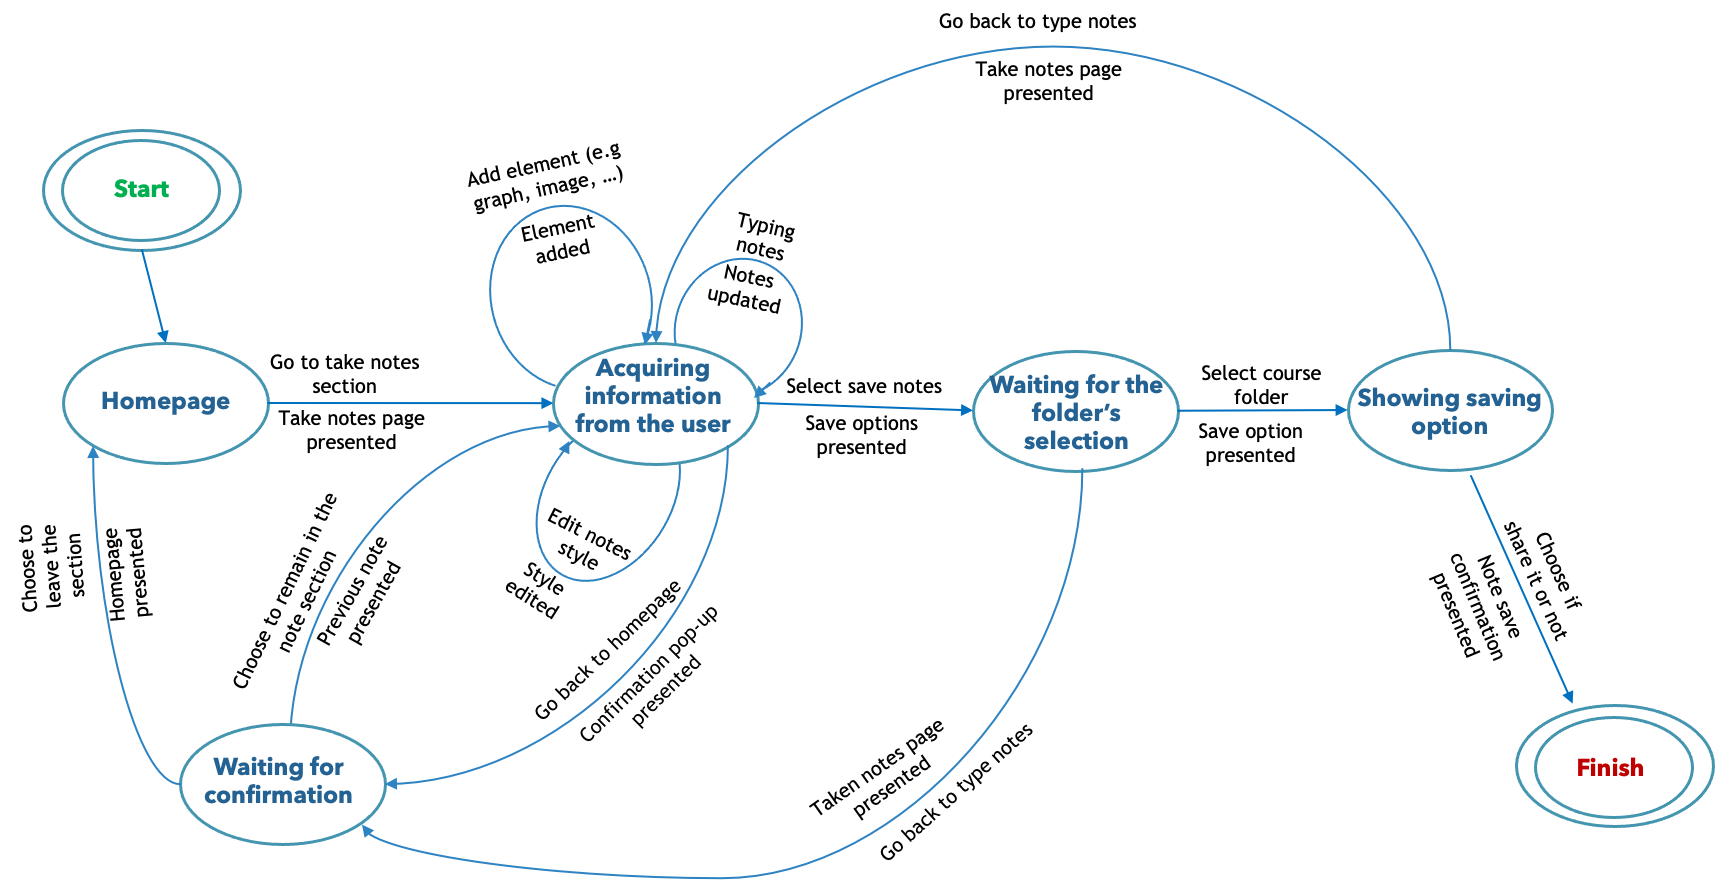 Go back to type notes
Take notes page
presented
Start
Add element (e.g
graph, image, ...)
Element
added
Typing
notes
Notes
updated
Homepage
Go to take notes
section
Take notes page
presented
Acquiring
information
from the user
Select save notes
Save options
presented
Waiting for the
folder's
selection
Select course
folder
Save option
presented
Showing saving
option
Choose to
leave the
section
Homepage
presented
Choose to remain in the
note section
Previous note
presented
Edit notes
style
Style
edited
Go back to homepage
Confirmation pop-up
presented
Choose if
share it or not
Note save
confirmation
presented
Waiting for
confirmation
Taken notes page
presented
Go back to type notes
Finish